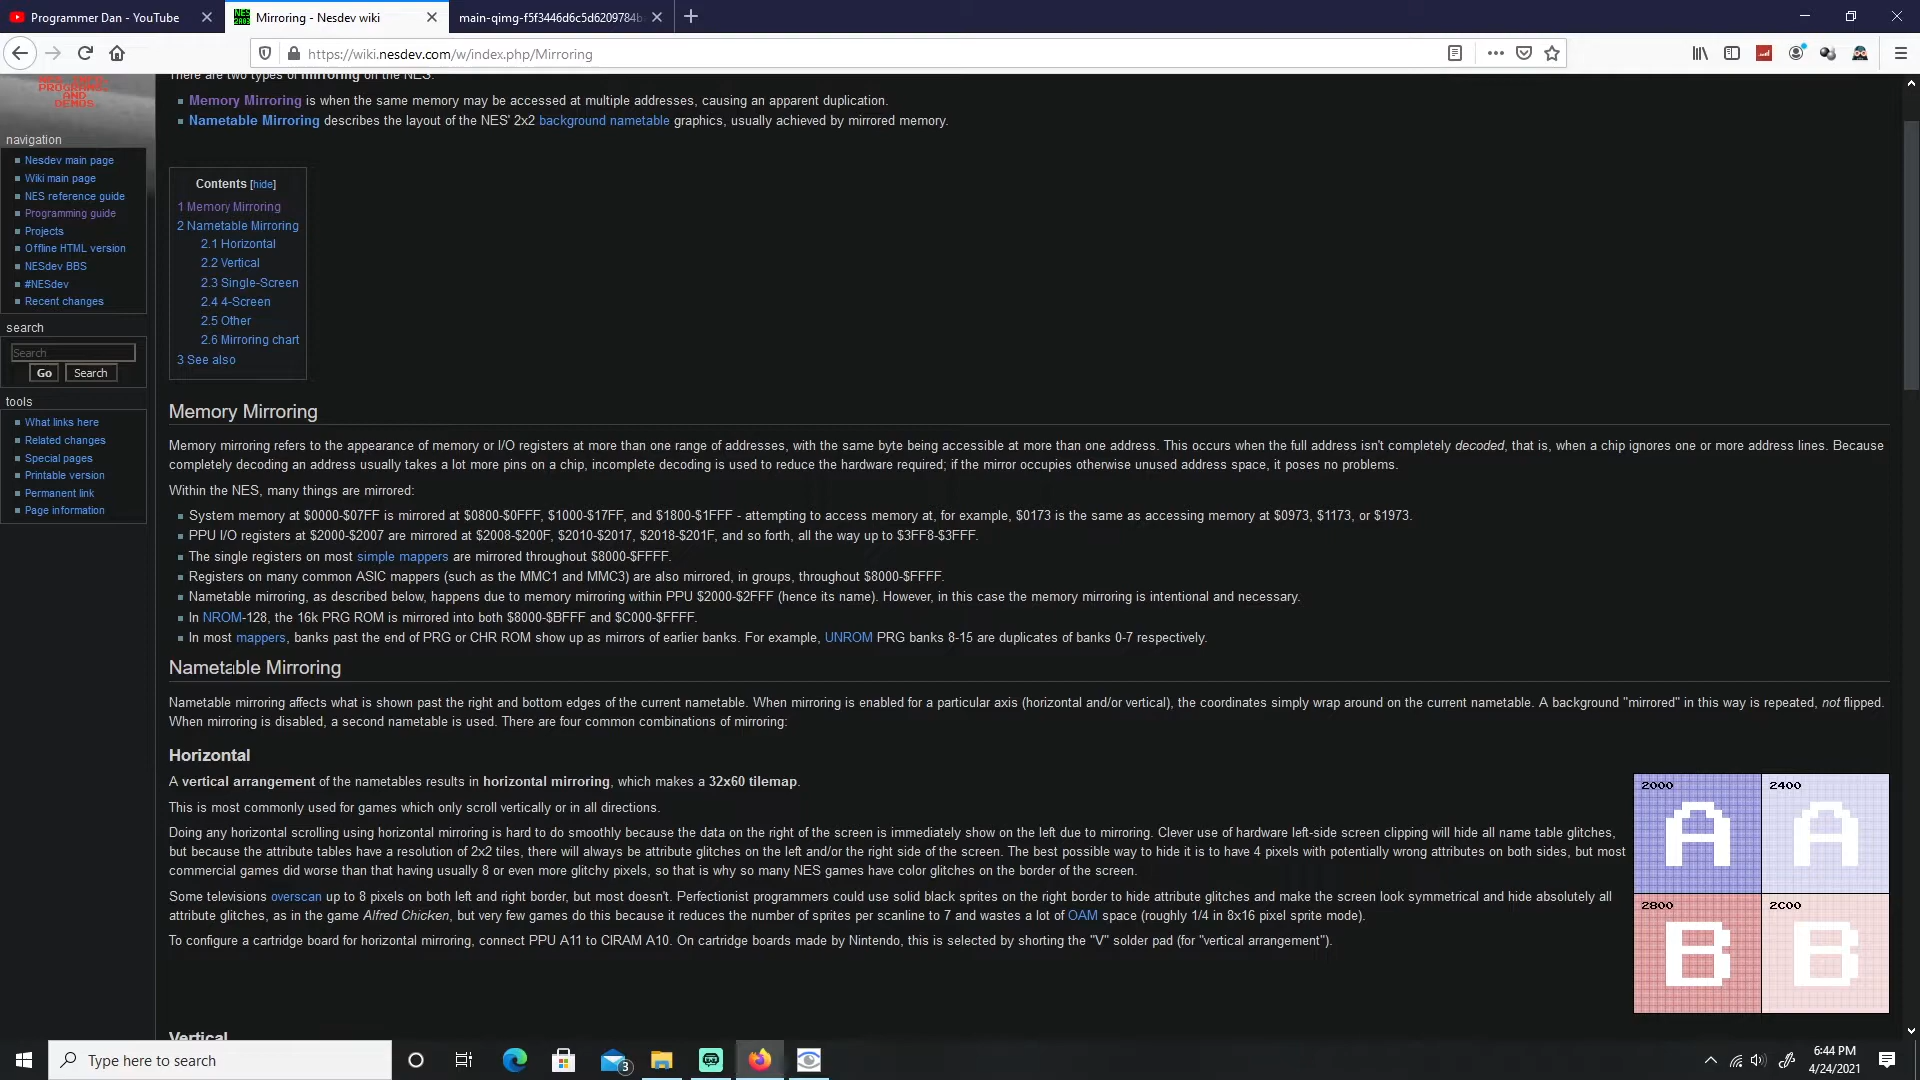 Programmer Dan - YouTube
Mirroring - Nesdev wiki
main-qimg-f5f3446d6c5d6209784b
https://wiki.nesdev.com/w/index.php/Mirroring
NES INFO,
PROGRAMS,
AND
DEMOS.
navigation
Nesdev main page
Wiki main page
NES reference guide
Programming guide
Projects
Offline HTML version
NESdev BBS
#NESdev
Recent changes
search
Search
Go
Search
tools
What links here
Related changes
Special pages
Printable version
Permanent link
Page information
There are two types of mirroring on the NES:
Memory Mirroring is when the same memory may be accessed at multiple addresses, causing an apparent duplication.
Nametable Mirroring describes the layout of the NES' 2x2 background nametable graphics, usually achieved by mirrored memory.
Contents [hide]
1 Memory Mirroring
2 Nametable Mirroring
2.1 Horizontal
2.2 Vertical
2.3 Single-Screen
2.4 4-Screen
2.5 Other
2.6 Mirroring chart
3 See also
Memory Mirroring
Memory mirroring refers to the appearance of memory or I/O registers at more than one range of addresses, with the same byte being accessible at more than one address. This occurs when the full address isn't completely decoded, that is, when a chip ignores one or more address lines. Because
completely decoding an address usually takes a lot more pins on a chip, incomplete decoding is used to reduce the hardware required; if the mirror occupies otherwise unused address space, it poses no problems.
Within the NES, many things are mirrored:
System memory at $0000-$07FF is mirrored at $0800-$0FFF, $1000-$17FF, and $1800-$1FFF - attempting to access memory at, for example, $0173 is the same as accessing memory at $0973, $1173, or $1973.
PPU I/O registers at $2000-$2007 are mirrored at $2008-$200F, $2010-$2017, $2018-$201F, and so forth, all the way up to $3FF8-$3FFF.
The single registers on most simple mappers are mirrored throughout $8000-$FFFF.
Registers on many common ASIC mappers (such as the MMC1 and MMC3) are also mirrored, in groups, throughout $8000-$FFFF.
Nametable mirroring, as described below, happens due to memory mirroring within PPU $2000-$2FFF (hence its name). However, in this case the memory mirroring is intentional and necessary.
In NROM-128, the 16k PRG ROM is mirrored into both $8000-$BFFF and $C000-$FFFF.
In most mappers, banks past the end of PRG or CHR ROM show up as mirrors of earlier banks. For example, UNROM PRG banks 8-15 are duplicates of banks 0-7 respectively.
Nametable Mirroring
Nametable mirroring affects what is shown past the right and bottom edges of the current nametable. When mirroring is enabled for a particular axis (horizontal and/or vertical), the coordinates simply wrap around on the current nametable. A background "mirrored" in this way is repeated, not flipped.
When mirroring is disabled, a second nametable is used. There are four common combinations of mirroring:
Horizontal
A vertical arrangement of the nametables results in horizontal mirroring, which makes a 32x60 tilemap.
This is most commonly used for games which only scroll vertically or in all directions.
Doing any horizontal scrolling using horizontal mirroring is hard to do smoothly because the data on the right of the screen is immediately show on the left due to mirroring. Clever use of hardware left-side screen clipping will hide all name table glitches,
but because the attribute tables have a resolution of 2x2 tiles, there will always be attribute glitches on the left and/or the right side of the screen. The best possible way to hide it is to have 4 pixels with potentially wrong attributes on both sides, but most
commercial games did worse than that having usually 8 or even more glitchy pixels, so that is why so many NES games have color glitches on the border of the screen.
Some televisions overscan up to 8 pixels on both left and right border, but most doesn't. Perfectionist programmers could use solid black sprites on the right border to hide attribute glitches and make the screen look symmetrical and hide absolutely all
attribute glitches, as in the game Alfred Chicken, but very few games do this because it reduces the number of sprites per scanline to 7 and wastes a lot of OAM space (roughly 1/4 in 8x16 pixel sprite mode).
To configure a cartridge board for horizontal mirroring, connect PPU A11 to CIRAM A10. On cartridge boards made by Nintendo, this is selected by shorting the "V" solder pad (for "vertical arrangement").
2000 2400
A A
2800 2C00
B B
Vertical
Type here to search
3
6:44 PM
4/24/2021